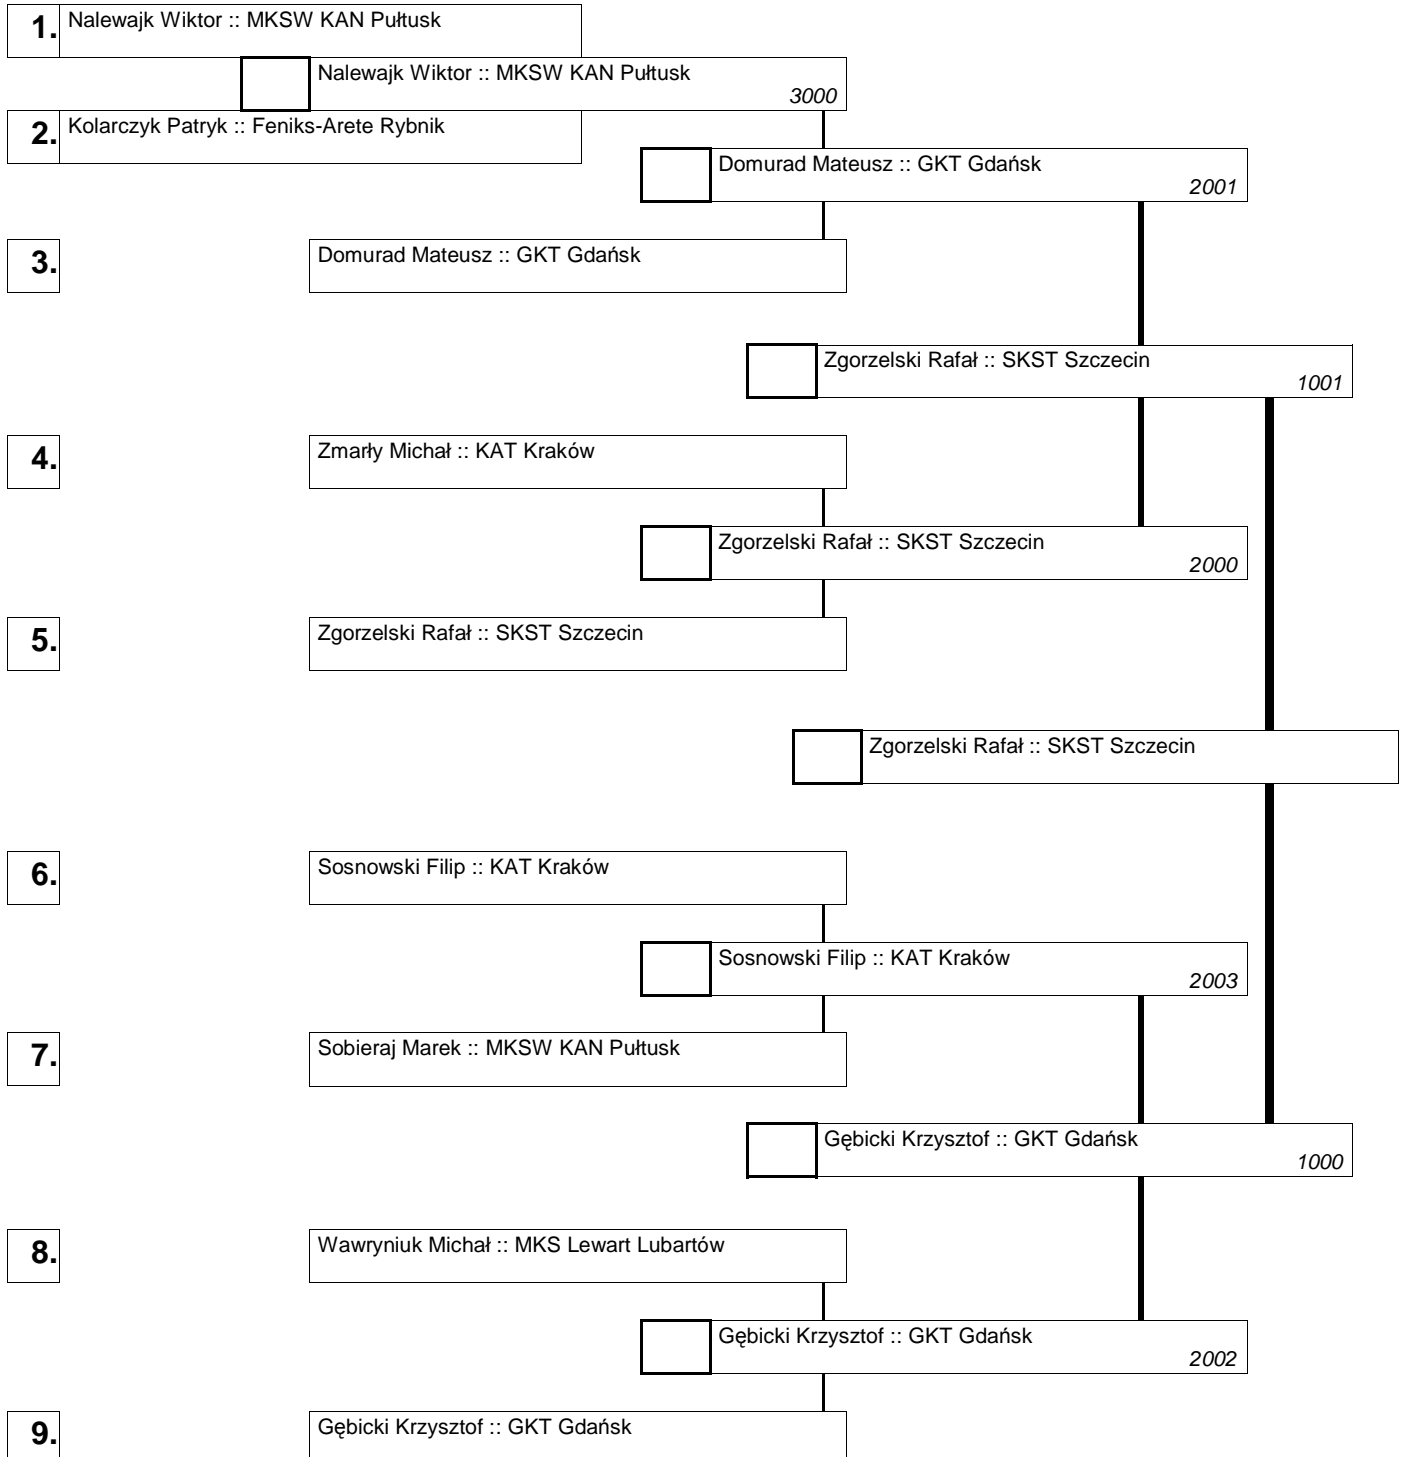 1. Nalewajk Wiktor :: MKSW KAN Pułtusk
Nalewajk Wiktor :: MKSW KAN Pułtusk
3000
2. Kolarczyk Patryk :: Feniks-Arete Rybnik
Domurad Mateusz :: GKT Gdańsk
2001
3. Domurad Mateusz :: GKT Gdańsk
Zgorzelski Rafał :: SKST Szczecin
1001
4. Zmarły Michał :: KAT Kraków
Zgorzelski Rafał :: SKST Szczecin
2000
5. Zgorzelski Rafał :: SKST Szczecin
Zgorzelski Rafał :: SKST Szczecin
6. Sosnowski Filip :: KAT Kraków
Sosnowski Filip :: KAT Kraków
2003
7. Sobieraj Marek :: MKSW KAN Pułtusk
Gębicki Krzysztof :: GKT Gdańsk
1000
8. Wawryniuk Michał :: MKS Lewart Lubartów
Gębicki Krzysztof :: GKT Gdańsk
2002
9. Gębicki Krzysztof :: GKT Gdańsk